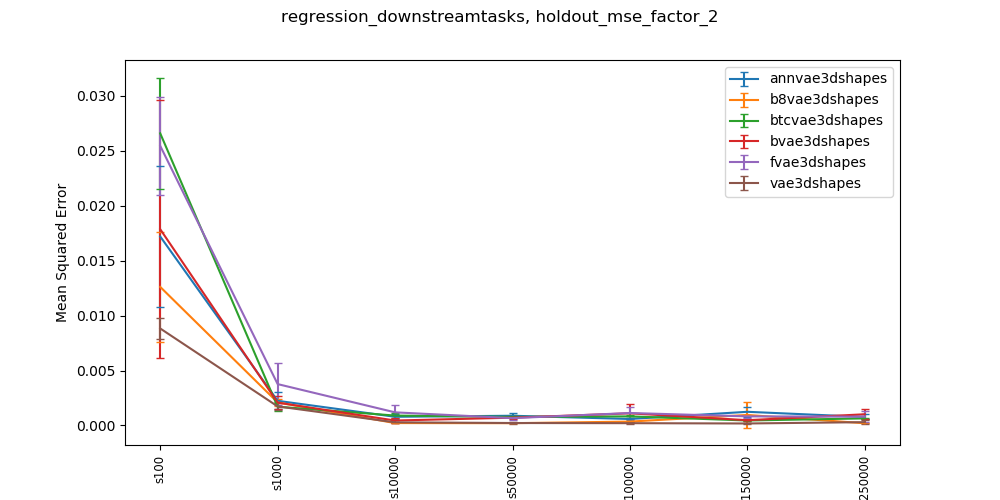 regression_downstreamtasks, holdout_mse_factor_2
Mean Squared Error
0.030
0.025
0.020
0.015
0.010
0.005
0.000
annvae3dshapes
b8vae3dshapes
btcvae3dshapes
bvae3dshapes
fvae3dshapes
vae3dshapes
s100
s1000
s10000
s50000
100000
150000
250000